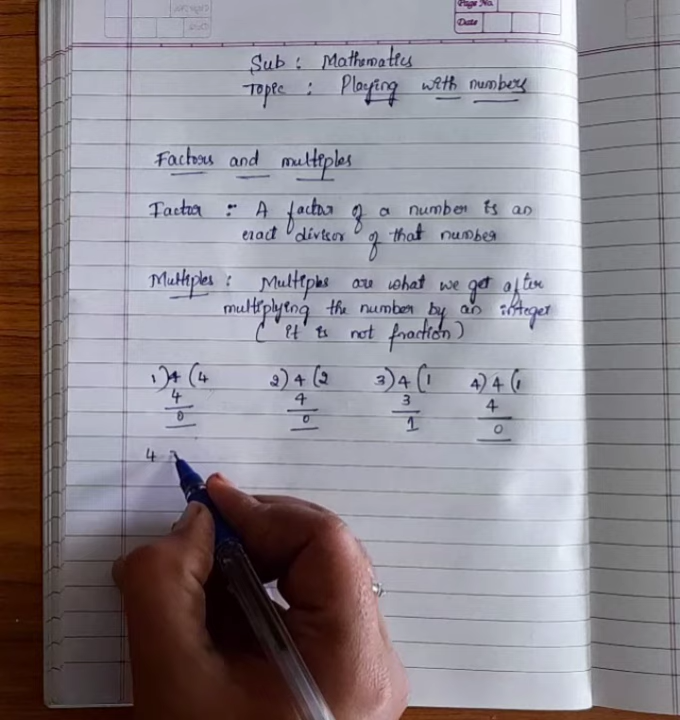 Page No.
Date
Sub : Mathematics
Topic : Playing with numbers
Factors and multiples
Factor :- A factor of a number is an
exact divisor of that number
Multiples : Multiples are what we get after
multiplying the number by an integer
( it is not fraction)
1) 4 (4 2) 4 (2 3) 4 (1 4) 4 (1
4 4 3 4
0 0 1 0
4